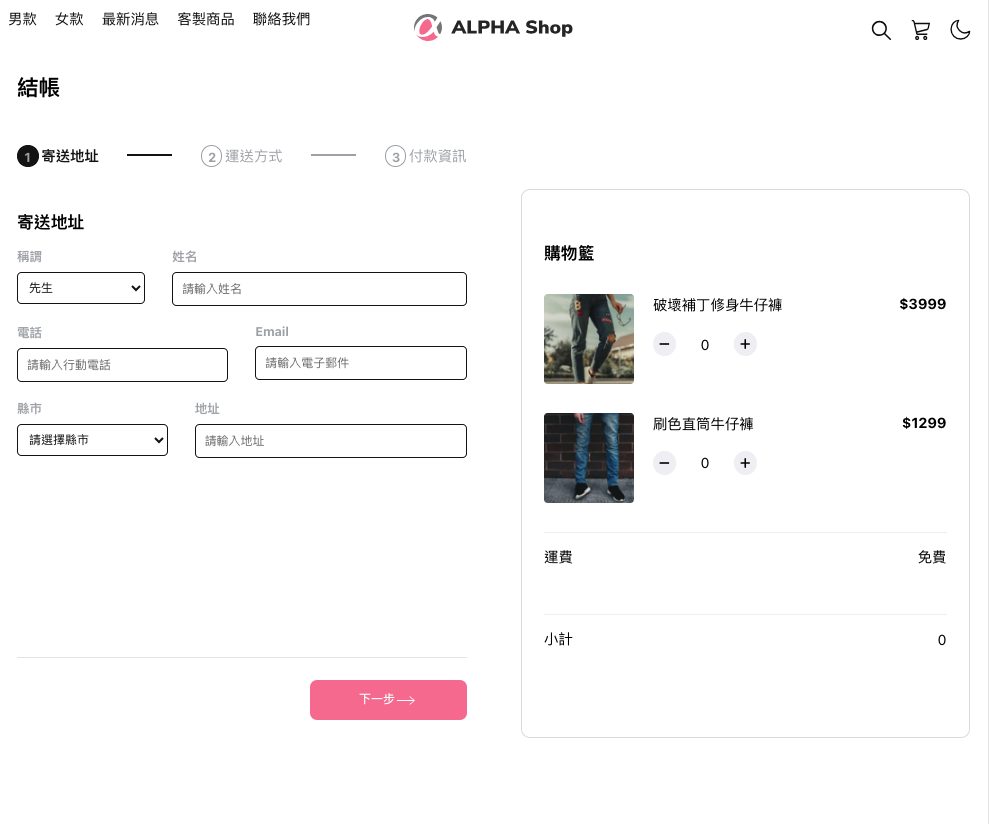 男款 女款 最新消息 客製商品 聯絡我們
ALPHA Shop
結帳
1 寄送地址
2 運送方式
3 付款資訊
寄送地址
稱謂 姓名
先生 請輸入姓名
電話 Email
請輸入行動電話 請輸入電子郵件
縣市 地址
請選擇縣市 請輸入地址
下一步
購物籃
破壞補丁修身牛仔褲 $3999
0
刷色直筒牛仔褲 $1299
0
運費 免費
小計 0